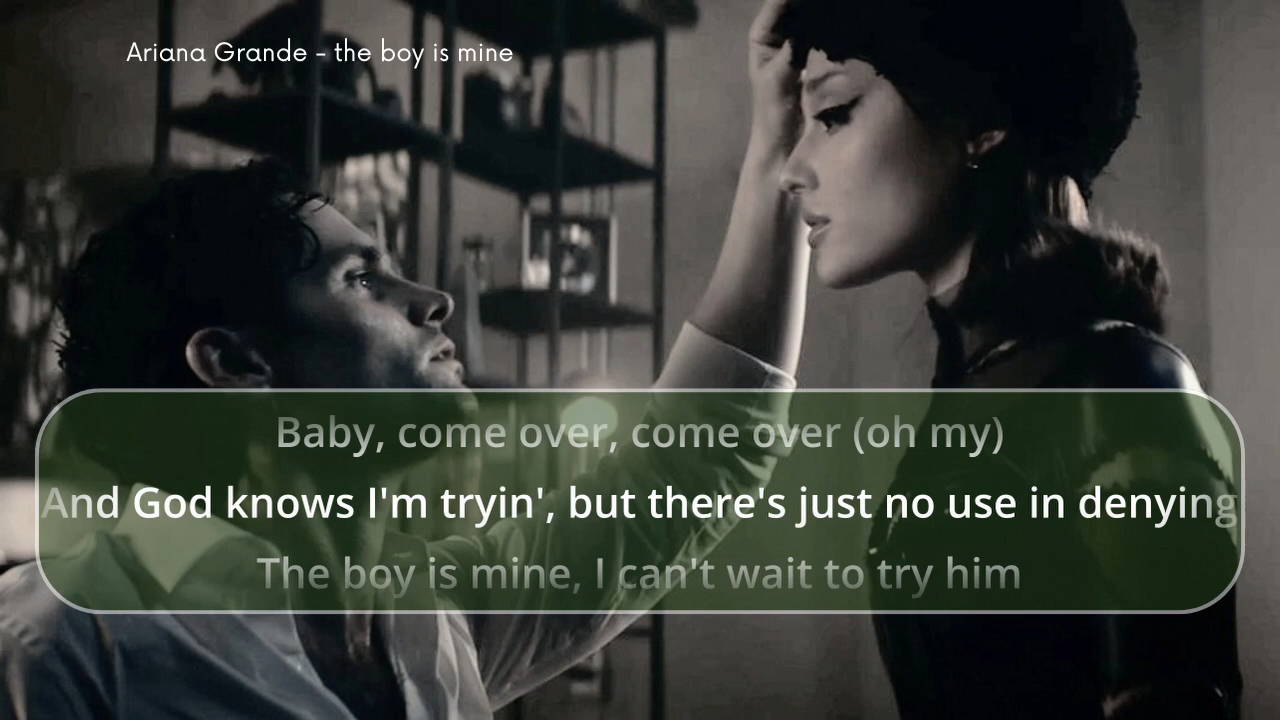 Ariana Grande - the boy is mine
Baby, come over, come over (oh my)
And God knows I'm tryin', but there's just no use in denying
The boy is mine, I can't wait to try him